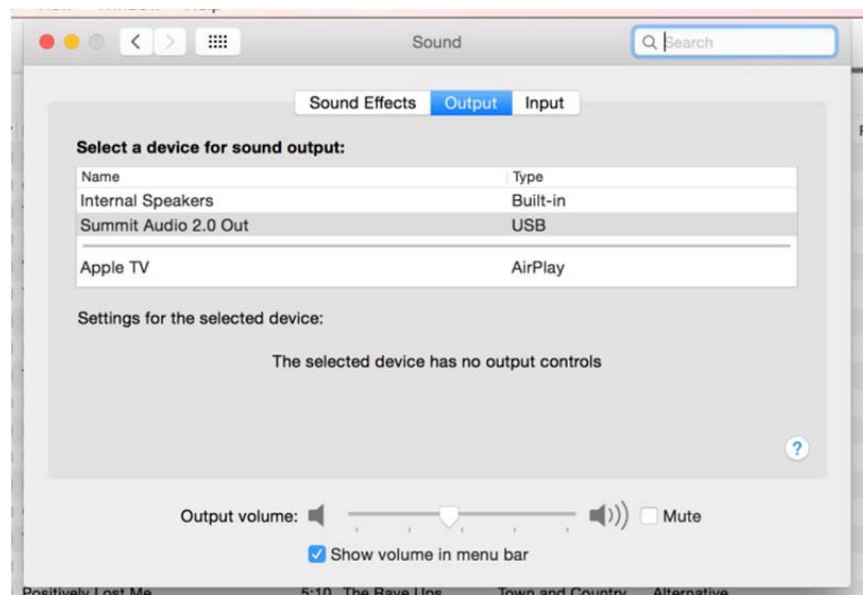 Sound
Search
Sound Effects Output Input
Select a device for sound output:
Name Type
Internal Speakers Built-in
Summit Audio 2.0 Out USB
Apple TV AirPlay
Settings for the selected device:
The selected device has no output controls
?
Output volume: Mute
Show volume in menu bar
Positively Lost Me 5:10 The Rave Ups Town and Country Alternative